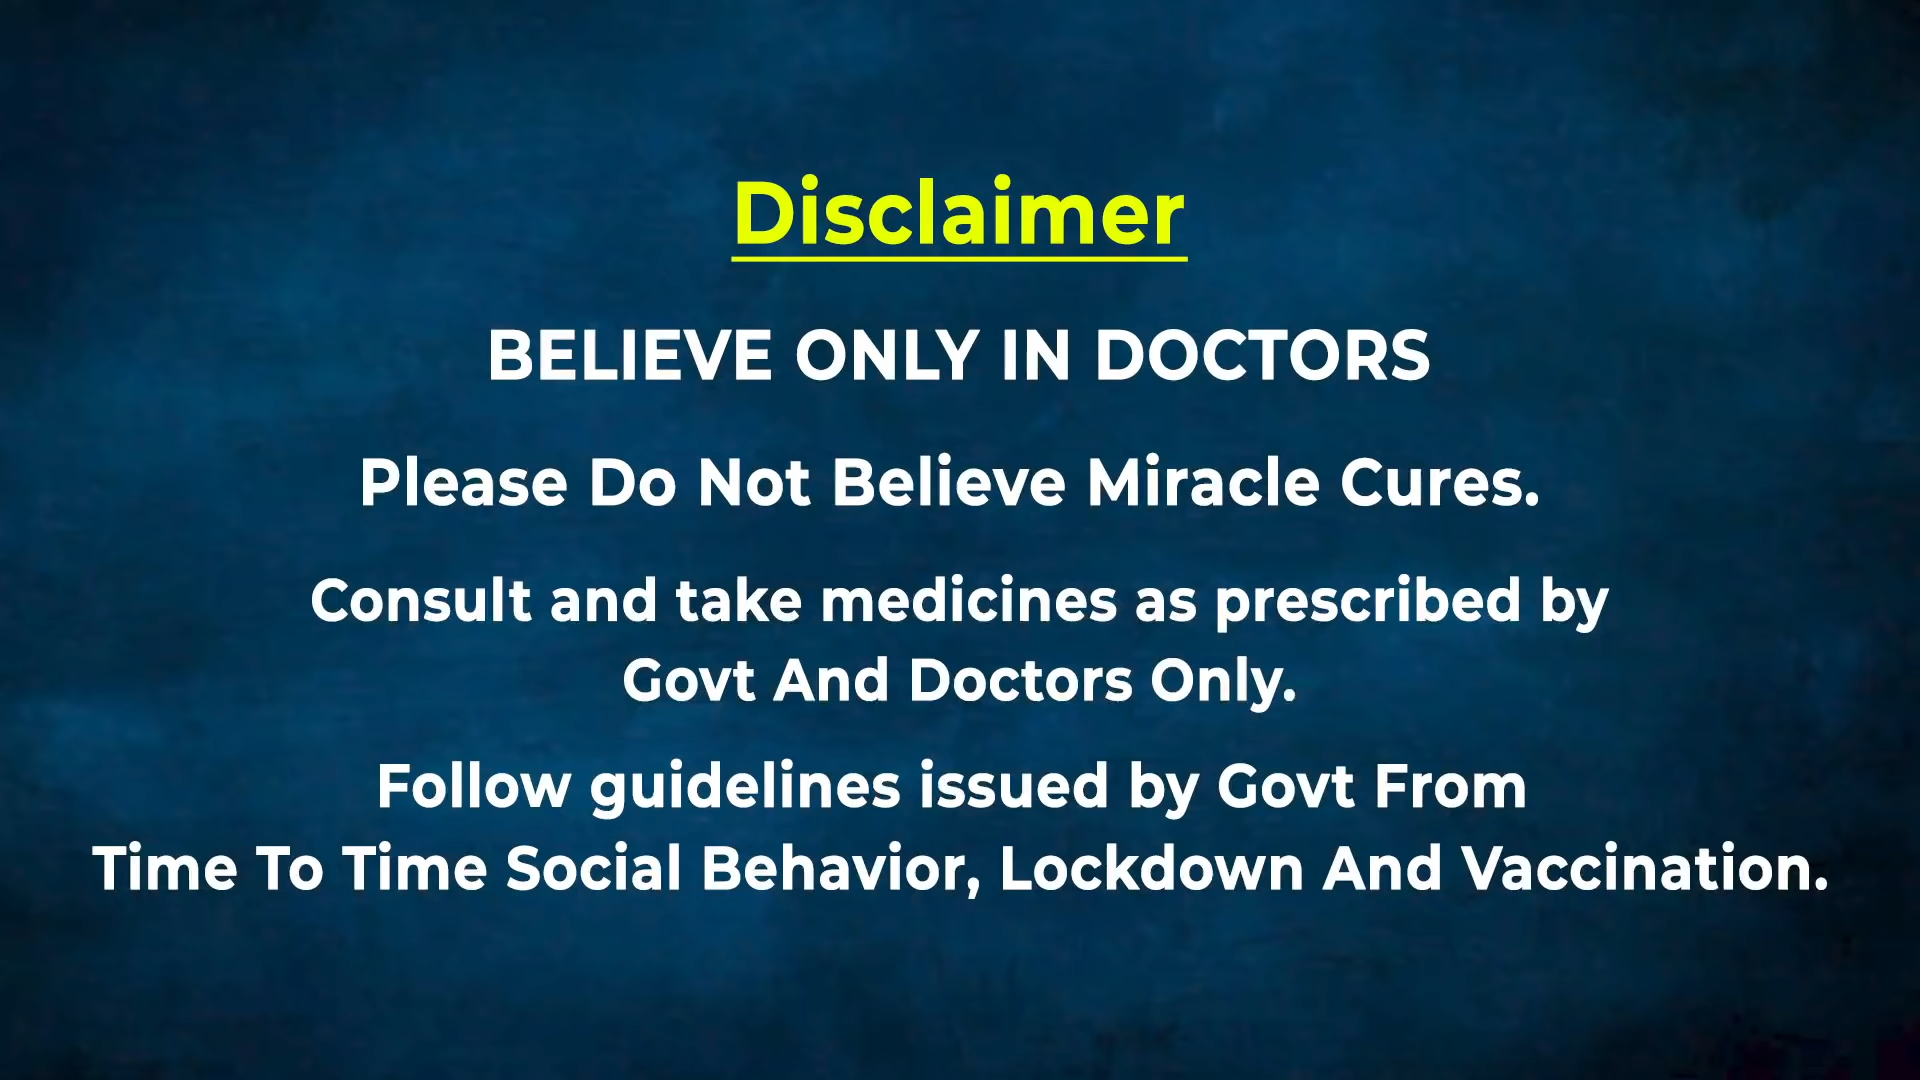 Disclaimer
BELIEVE ONLY IN DOCTORS
Please Do Not Believe Miracle Cures.
Consult and take medicines as prescribed by
Govt And Doctors Only.
Follow guidelines issued by Govt From
Time To Time Social Behavior, Lockdown And Vaccination.